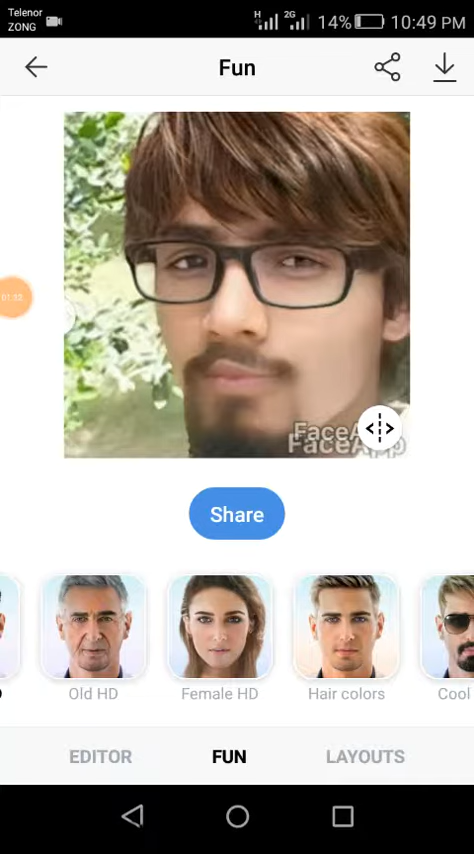 Telenor
ZONG
H
2G
14%
10:49 PM
Fun
FaceApp
Share
Old HD
Female HD
Hair colors
Cool
EDITOR
FUN
LAYOUTS